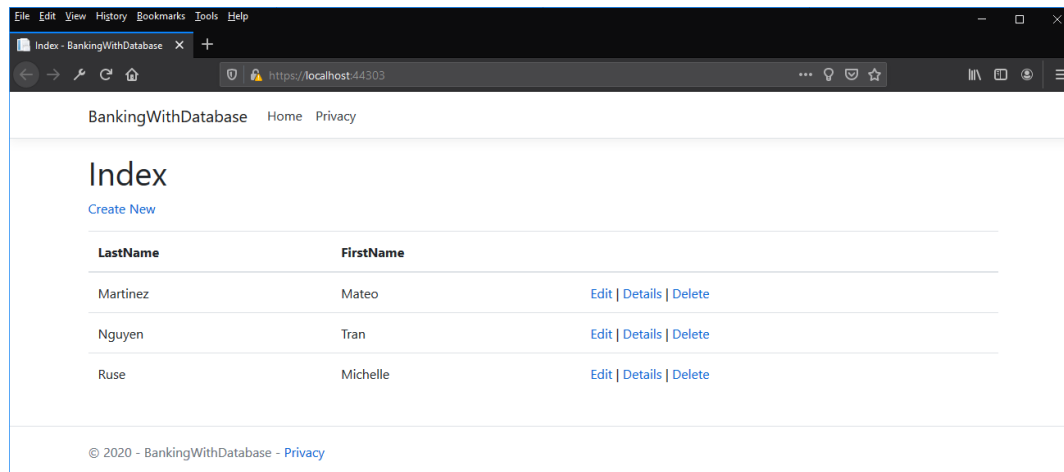 File Edit View History Bookmarks Tools Help
Index - BankingWithDatabase
https://localhost:44303
BankingWithDatabase Home Privacy
Index
Create New
LastName FirstName
Martinez Mateo Edit | Details | Delete
Nguyen Tran Edit | Details | Delete
Ruse Michelle Edit | Details | Delete
© 2020 - BankingWithDatabase - Privacy